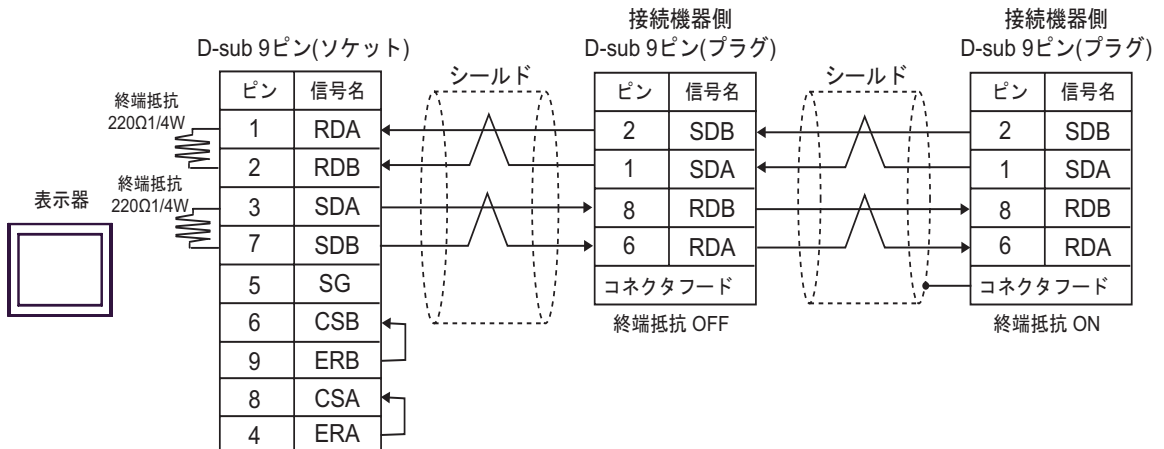 接続機器側
接続機器側
D-sub 9ピン(ソケット)
D-sub 9ピン(プラグ)
D-sub 9ピン(プラグ)
シールド
シールド
終端抵抗
220Ω1/4W
終端抵抗
220Ω1/4W
表示器
ピン 信号名
1 RDA
2 RDB
3 SDA
7 SDB
5 SG
6 CSB
9 ERB
8 CSA
4 ERA
ピン 信号名
2 SDB
1 SDA
8 RDB
6 RDA
コネクタフード
終端抵抗 OFF
ピン 信号名
2 SDB
1 SDA
8 RDB
6 RDA
コネクタフード
終端抵抗 ON